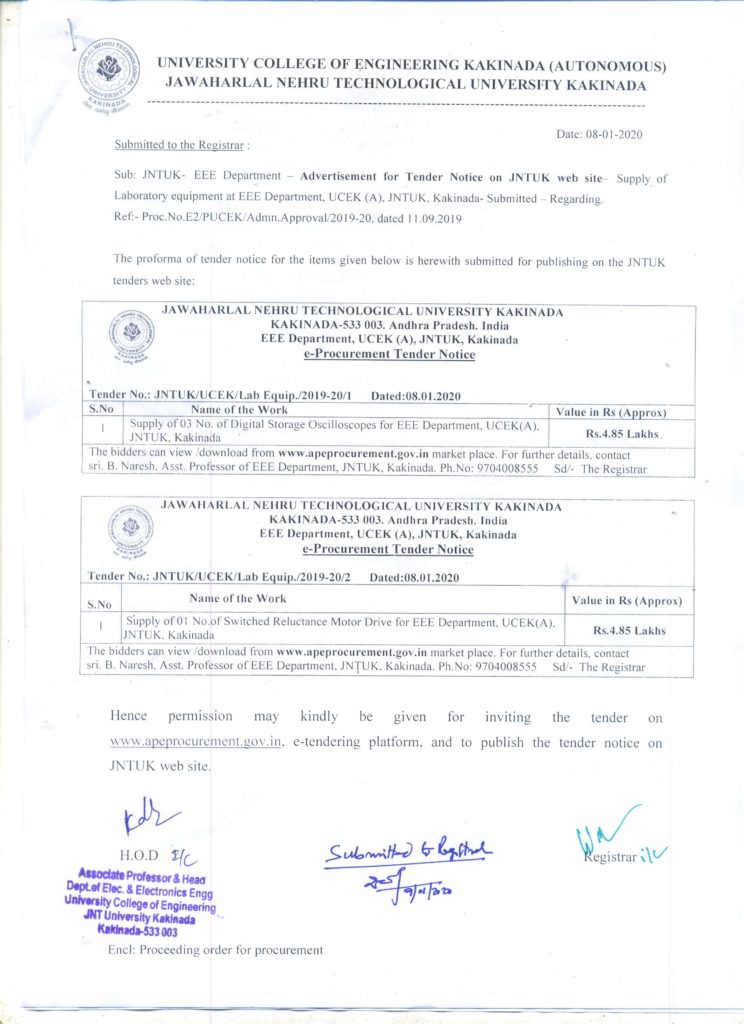 UNIVERSITY COLLEGE OF ENGINEERING KAKINADA (AUTONOMOUS)
JAWAHARLAL NEHRU TECHNOLOGICAL UNIVERSITY KAKINADA
Date: 08-01-2020
Submitted to the Registrar :
Sub: JNTUK- EEE Department – Advertisement for Tender Notice on JNTUK web site– Supply of
Laboratory equipment at EEE Department, UCEK (A), JNTUK, Kakinada- Submitted – Regarding.
Ref:- Proc.No.E2/PUCEK/Admn.Approval/2019-20, dated 11.09.2019
The proforma of tender notice for the items given below is herewith submitted for publishing on the JNTUK
tenders web site:
JAWAHARLAL NEHRU TECHNOLOGICAL UNIVERSITY KAKINADA
KAKINADA-533 003. Andhra Pradesh. India
EEE Department, UCEK (A), JNTUK, Kakinada
e-Procurement Tender Notice
Tender No.: JNTUK/UCEK/Lab Equip./2019-20/1 Dated:08.01.2020
S.No Name of the Work Value in Rs (Approx)
1 Supply of 03 No. of Digital Storage Oscilloscopes for EEE Department, UCEK(A), JNTUK, Kakinada Rs.4.85 Lakhs
The bidders can view /download from www.apeprocurement.gov.in market place. For further details, contact
sri. B. Naresh, Asst. Professor of EEE Department, JNTUK, Kakinada. Ph.No: 9704008555 Sd/- The Registrar
JAWAHARLAL NEHRU TECHNOLOGICAL UNIVERSITY KAKINADA
KAKINADA-533 003. Andhra Pradesh. India
EEE Department, UCEK (A), JNTUK, Kakinada
e-Procurement Tender Notice
Tender No.: JNTUK/UCEK/Lab Equip./2019-20/2 Dated:08.01.2020
S.No Name of the Work Value in Rs (Approx)
1 Supply of 01 No.of Switched Reluctance Motor Drive for EEE Department, UCEK(A), JNTUK, Kakinada Rs.4.85 Lakhs
The bidders can view /download from www.apeprocurement.gov.in market place. For further details, contact
sri. B. Naresh, Asst. Professor of EEE Department, JNTUK, Kakinada. Ph.No: 9704008555 Sd/- The Registrar
Hence permission may kindly be given for inviting the tender on
www.apeprocurement.gov.in, e-tendering platform, and to publish the tender notice on
JNTUK web site.
H.O.D I/C
Submitted to Registrar
Registrar i/c
Associate Professor & Head
Dept.of Elec. & Electronics Engg
University College of Engineering
JNT University Kakinada
Kakinada-533 003
Encl: Proceeding order for procurement